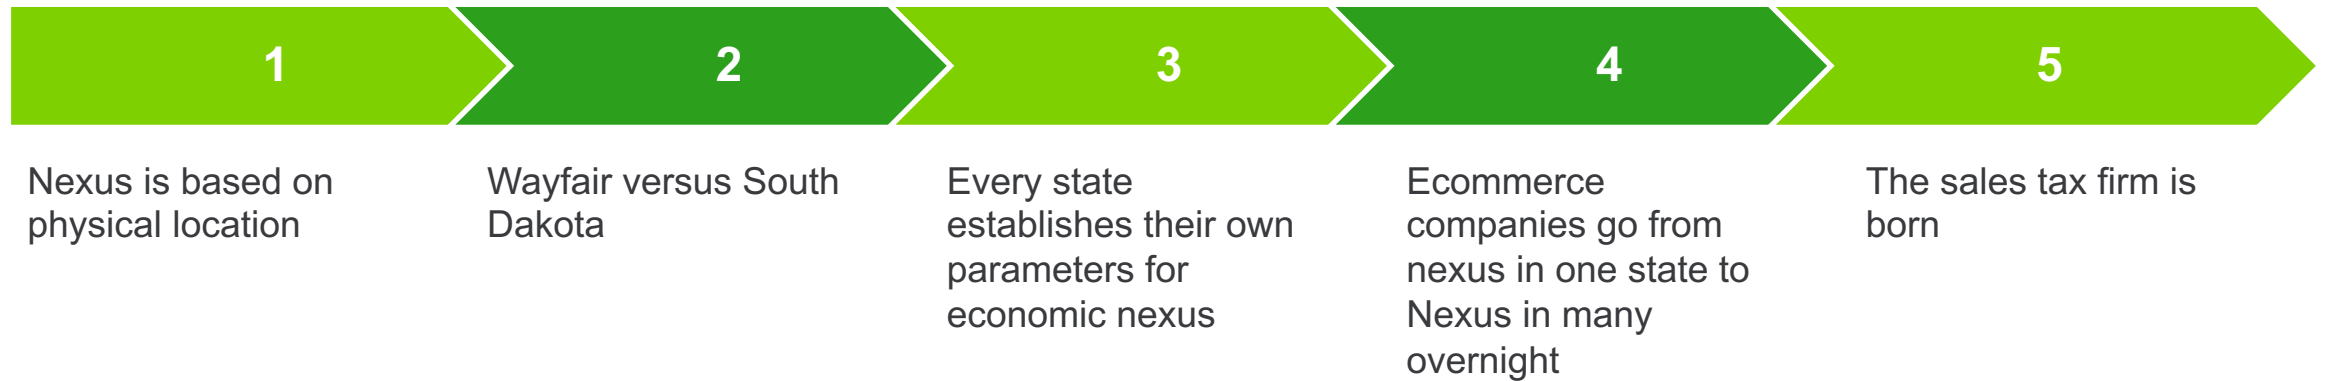 1
2
3
4
5
Nexus is based on
physical location
Wayfair versus South
Dakota
Every state
establishes their own
parameters for
economic nexus
Ecommerce
companies go from
nexus in one state to
Nexus in many
overnight
The sales tax firm is
born